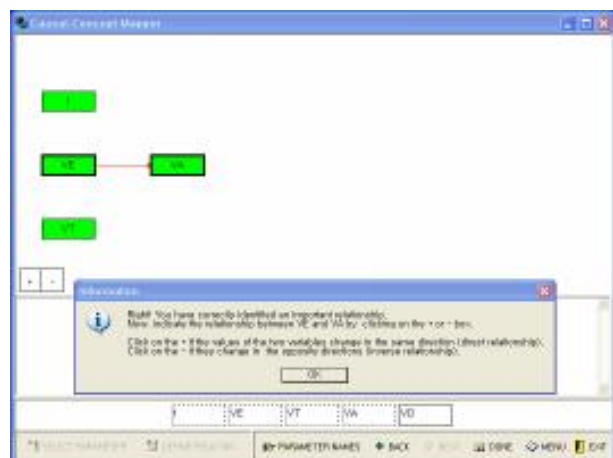 Causal Concept Mapper
f
VE
VA
VT
+ -
Information
Right! You have correctly identified an important relationship.
Now: Indicate the relationship between VE and VA by clicking on the + or - box.
Click on the + if the values of the two variables change in the same direction (direct relationship).
Click on the - if they change in the opposite directions (inverse relationship).
OK
f VE VT VA VD
SELECT PARAMETER PARAMETER NAMES BACK NEXT DONE MENU EXIT